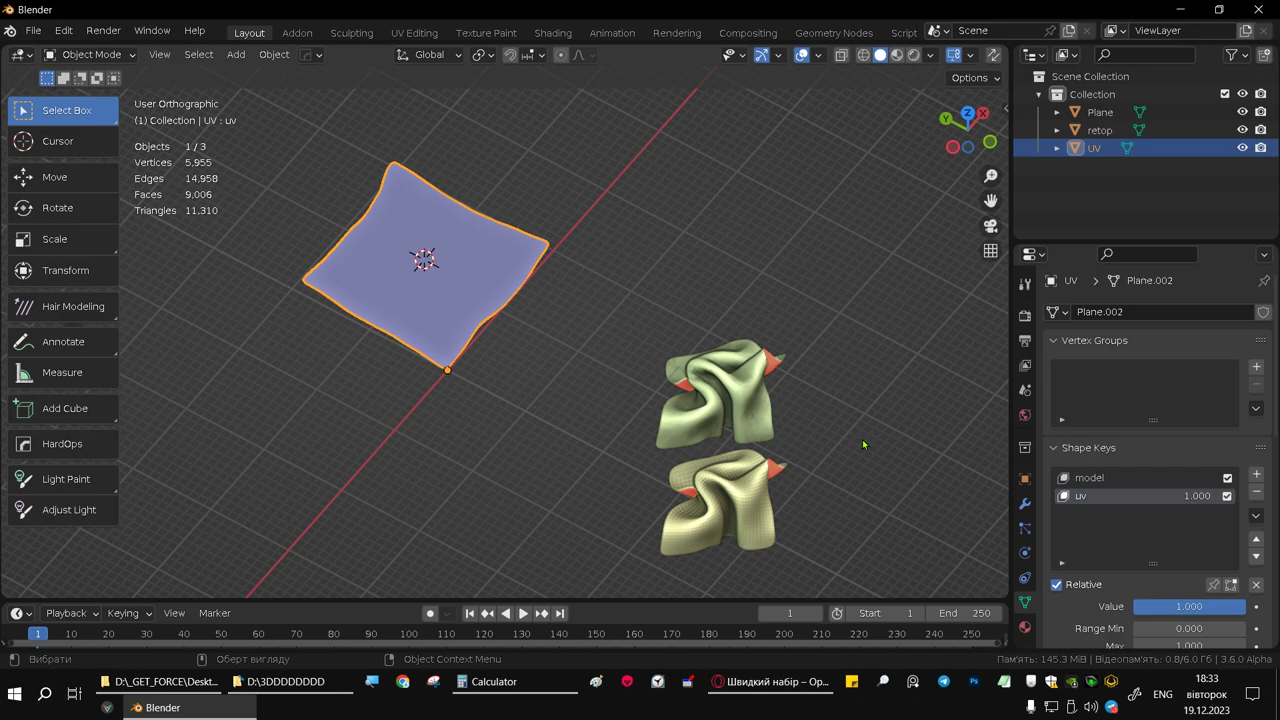 Blender
File Edit Render Window Help Layout Addon Sculpting UV Editing Texture Paint Shading Animation Rendering Compositing Geometry Nodes Script Scene ViewLayer
Object Mode View Select Add Object Global
Options
Select Box
Cursor
Move
Rotate
Scale
Transform
Hair Modeling
Annotate
Measure
Add Cube
HardOps
Light Paint
Adjust Light
User Orthographic
(1) Collection | UV : uv
Objects 1 / 3
Vertices 5,955
Edges 14,958
Faces 9,006
Triangles 11,310
Z
Y
X
Scene Collection
Collection
Plane
retop
UV
UV Plane.002
Plane.002
Vertex Groups
Shape Keys
model
uv 1.000
Relative
Value 1.000
Range Min 0.000
Max 1.000
Playback Keying View Marker 1 Start 1 End 250
1 10 20 30 40 50 60 70 80 90 100 110 120 130 140 150 160 170 180 190 200 210 220 230 240 250
Вибрати Оберт вигляду Object Context Menu Пам'ять: 145.3 МіБ | Відеопам'ять: 0.8/6.0 Гб | 3.6.0 Alpha
D:\_GET_FORCE\Deskt... D:\3DDDDDDDD Calculator Швидкий набір – Op...
Blender
ENG
18:33
вівторок
19.12.2023